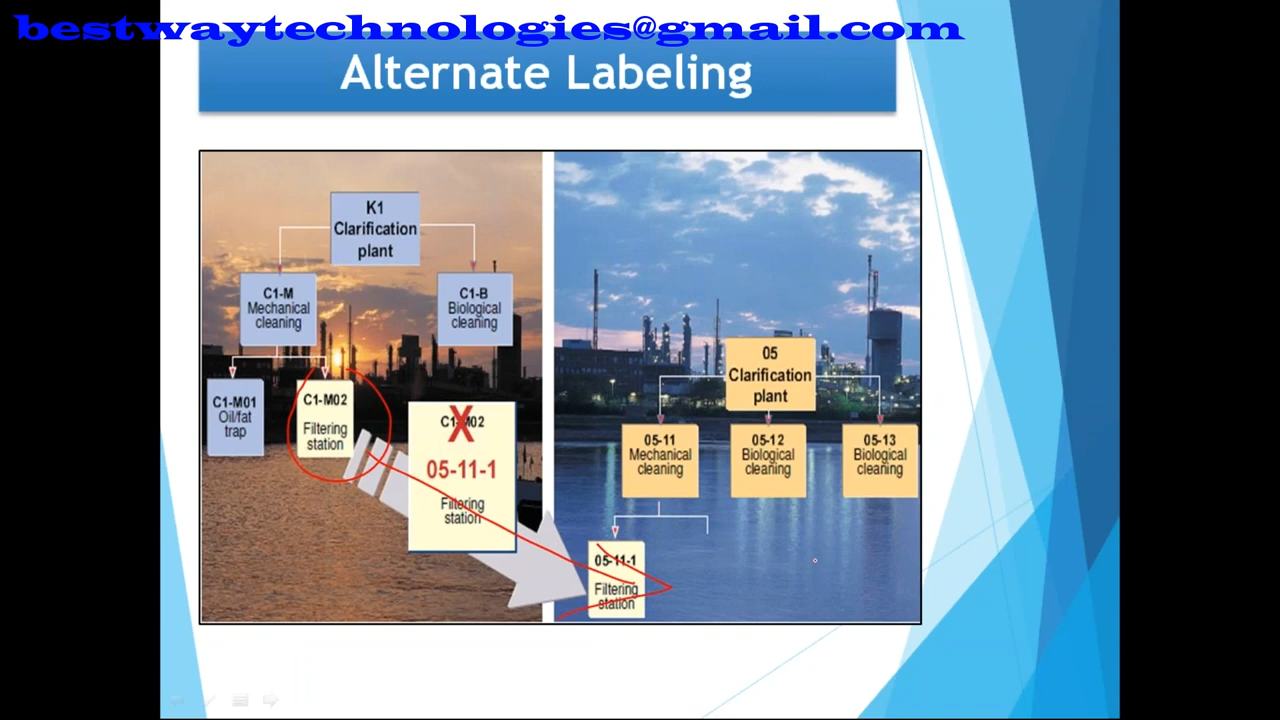 bestwaytechnologies@gmail.com
Alternate Labeling
K1
Clarification
plant
C1-M
Mechanical
cleaning
C1-B
Biological
cleaning
C1-M01
Oil/fat
trap
C1-M02
Filtering
station
C1-M02
X
05-11-1
Filtering
station
05
Clarification
plant
05-11
Mechanical
cleaning
05-12
Biological
cleaning
05-13
Biological
cleaning
05-11-1
Filtering
station